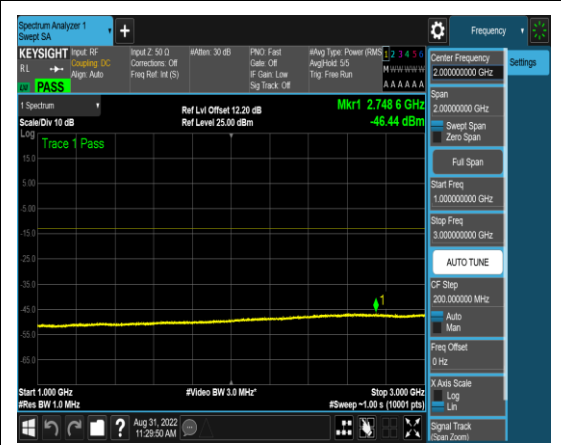 Spectrum Analyzer 1
Swept SA
+
Frequency
KEYSIGHT
RL
PASS
Input: RF
Coupling: DC
Align: Auto
Input Z: 50 Ω
Corrections: Off
Freq Ref: Int (S)
#Atten: 30 dB
PNO: Fast
Gate: Off
IF Gain: Low
Sig Track: Off
#Avg Type: Power (RMS
Avg|Hold: 5/5
Trig: Free Run
1 2 3 4 5 6
M W W W W W
A A A A A A
1 Spectrum
Scale/Div 10 dB
Ref Lvl Offset 12.20 dB
Ref Level 25.00 dBm
Mkr1 2.748 6 GHz
-46.44 dBm
Log
Trace 1 Pass
15.0
5.00
-5.00
-15.0
-25.0
-35.0
-45.0
-55.0
-65.0
1
Start 1.000 GHz
#Res BW 1.0 MHz
#Video BW 3.0 MHz*
Stop 3.000 GHz
#Sweep ~1.00 s (10001 pts)
Aug 31, 2022
11:29:50 AM
Center Frequency
2.000000000 GHz
Span
2.00000000 GHz
Swept Span
Zero Span
Full Span
Start Freq
1.000000000 GHz
Stop Freq
3.000000000 GHz
AUTO TUNE
CF Step
200.000000 MHz
Auto
Man
Freq Offset
0 Hz
X Axis Scale
Log
Lin
Signal Track
(Span Zoom)
Settings